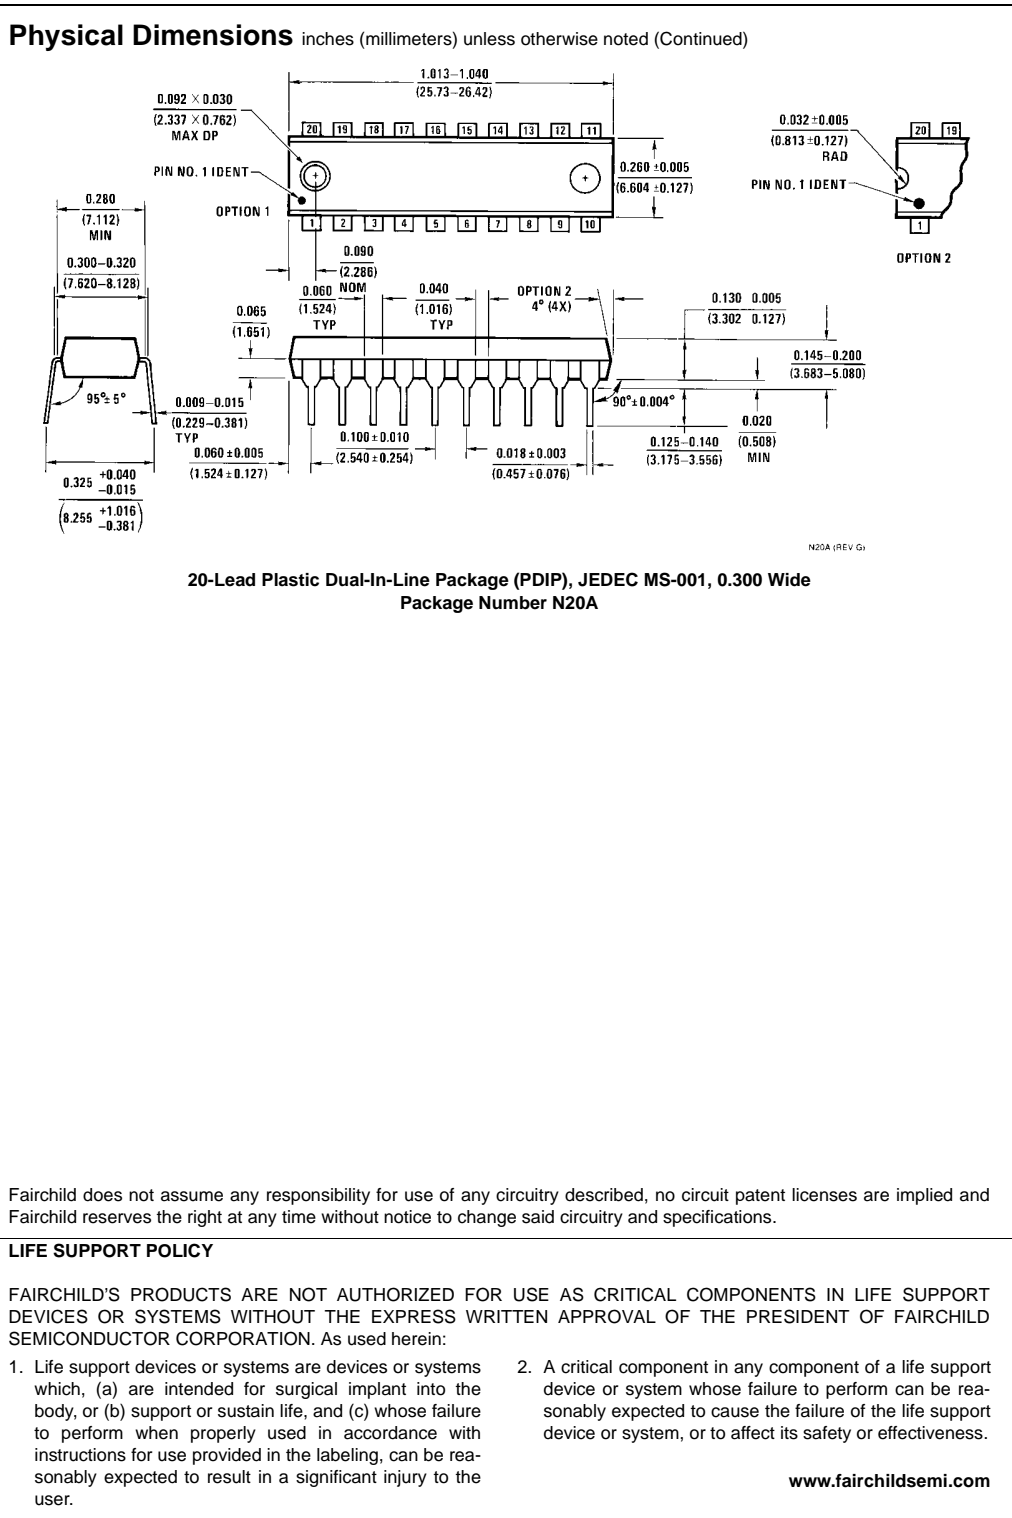 Physical Dimensions inches (millimeters) unless otherwise noted (Continued)
1.013–1.040
(25.73–26.42)
0.092 × 0.030
(2.337 × 0.762)
MAX DP
20 19 18 17 16 15 14 13 12 11
0.032 ±0.005
(0.813 ±0.127)
RAD
20 19
PIN NO. 1 IDENT
0.260 ±0.005
(6.604 ±0.127)
PIN NO. 1 IDENT
0.280
(7.112)
MIN
OPTION 1
1 2 3 4 5 6 7 8 9 10
1
OPTION 2
0.300–0.320
(7.620–8.128)
0.090
(2.286)
NOM
0.060
(1.524)
TYP
0.040
(1.016)
TYP
OPTION 2
4° (4X)
0.130 0.005
(3.302 0.127)
0.065
(1.651)
0.145–0.200
(3.683–5.080)
95°± 5°
0.009–0.015
(0.229–0.381)
TYP
90°±0.004°
0.020
(0.508)
MIN
0.100 ±0.010
(2.540 ±0.254)
0.125–0.140
(3.175–3.556)
0.060 ±0.005
(1.524 ±0.127)
0.018 ±0.003
(0.457 ±0.076)
0.325 +0.040
–0.015
(8.255 +1.016
–0.381)
N20A (REV G)
20-Lead Plastic Dual-In-Line Package (PDIP), JEDEC MS-001, 0.300 Wide
Package Number N20A
Fairchild does not assume any responsibility for use of any circuitry described, no circuit patent licenses are implied and
Fairchild reserves the right at any time without notice to change said circuitry and specifications.
LIFE SUPPORT POLICY
FAIRCHILD'S PRODUCTS ARE NOT AUTHORIZED FOR USE AS CRITICAL COMPONENTS IN LIFE SUPPORT
DEVICES OR SYSTEMS WITHOUT THE EXPRESS WRITTEN APPROVAL OF THE PRESIDENT OF FAIRCHILD
SEMICONDUCTOR CORPORATION. As used herein:
1. Life support devices or systems are devices or systems
which, (a) are intended for surgical implant into the
body, or (b) support or sustain life, and (c) whose failure
to perform when properly used in accordance with
instructions for use provided in the labeling, can be rea-
sonably expected to result in a significant injury to the
user.
2. A critical component in any component of a life support
device or system whose failure to perform can be rea-
sonably expected to cause the failure of the life support
device or system, or to affect its safety or effectiveness.
www.fairchildsemi.com